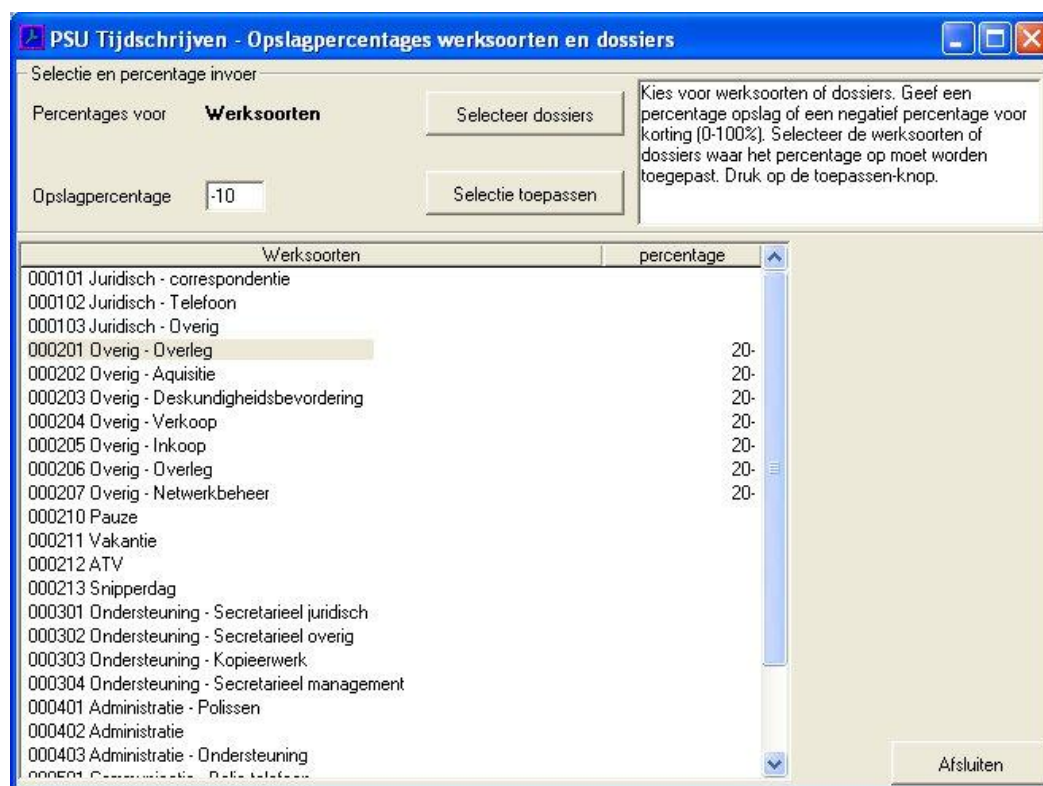 PSU Tijdschrijven - Opslagpercentages werksoorten en dossiers
Selectie en percentage invoer
Percentages voor Werksoorten Selecteer dossiers
Kies voor werksoorten of dossiers. Geef een
percentage opslag of een negatief percentage voor
korting (0-100%). Selecteer de werksoorten of
dossiers waar het percentage op moet worden
toegepast. Druk op de toepassen-knop.
Opslagpercentage -10 Selectie toepassen
Werksoorten percentage
000101 Juridisch - correspondentie
000102 Juridisch - Telefoon
000103 Juridisch - Overig
000201 Overig - Overleg 20-
000202 Overig - Aquisitie 20-
000203 Overig - Deskundigheidsbevordering 20-
000204 Overig - Verkoop 20-
000205 Overig - Inkoop 20-
000206 Overig - Overleg 20-
000207 Overig - Netwerkbeheer 20-
000210 Pauze
000211 Vakantie
000212 ATV
000213 Snipperdag
000301 Ondersteuning - Secretarieel juridisch
000302 Ondersteuning - Secretarieel overig
000303 Ondersteuning - Kopieerwerk
000304 Ondersteuning - Secretarieel management
000401 Administratie - Polissen
000402 Administratie
000403 Administratie - Ondersteuning
Afsluiten